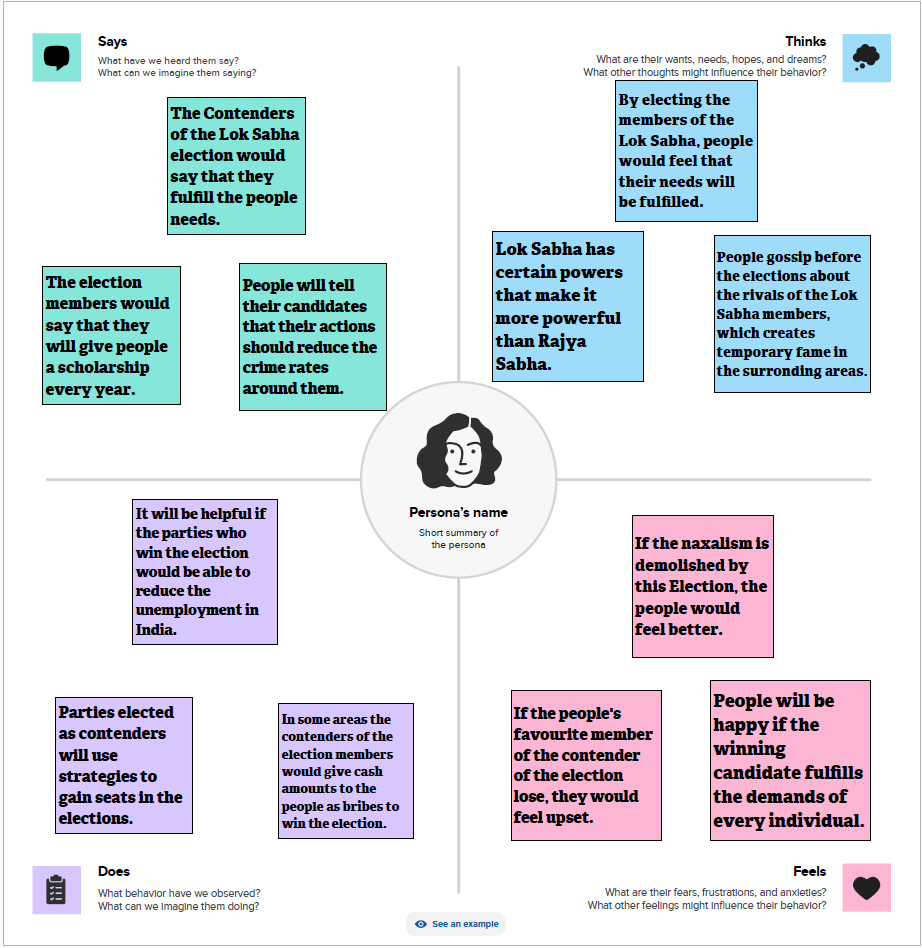 Says
What have we heard them say?
What can we imagine them saying?
Thinks
What are their wants, needs, hopes, and dreams?
What other thoughts might influence their behavior?
The Contenders
of the Lok Sabha
election would
say that they
fulfill the people
needs.
The election
members would
say that they
will give people
a scholarship
every year.
People will tell
their candidates
that their actions
should reduce the
crime rates
around them.
By electing the
members of the
Lok Sabha, people
would feel that
their needs will
be fulfilled.
Lok Sabha has
certain powers
that make it
more powerful
than Rajya
Sabha.
People gossip before
the elections about
the rivals of the Lok
Sabha members,
which creates
temporary fame in
the surronding areas.
Persona's name
Short summary of
the persona
It will be helpful if
the parties who
win the election
would be able to
reduce the
unemployment in
India.
Parties elected
as contenders
will use
strategies to
gain seats in the
elections.
In some areas the
contenders of the
election members
would give cash
amounts to the
people as bribes to
win the election.
If the naxalism is
demolished by
this Election, the
people would
feel better.
If the people's
favourite member
of the contender
of the election
lose, they would
feel upset.
People will be
happy if the
winning
candidate fulfills
the demands of
every individual.
Does
What behavior have we observed?
What can we imagine them doing?
Feels
What are their fears, frustrations, and anxieties?
What other feelings might influence their behavior?
See an example